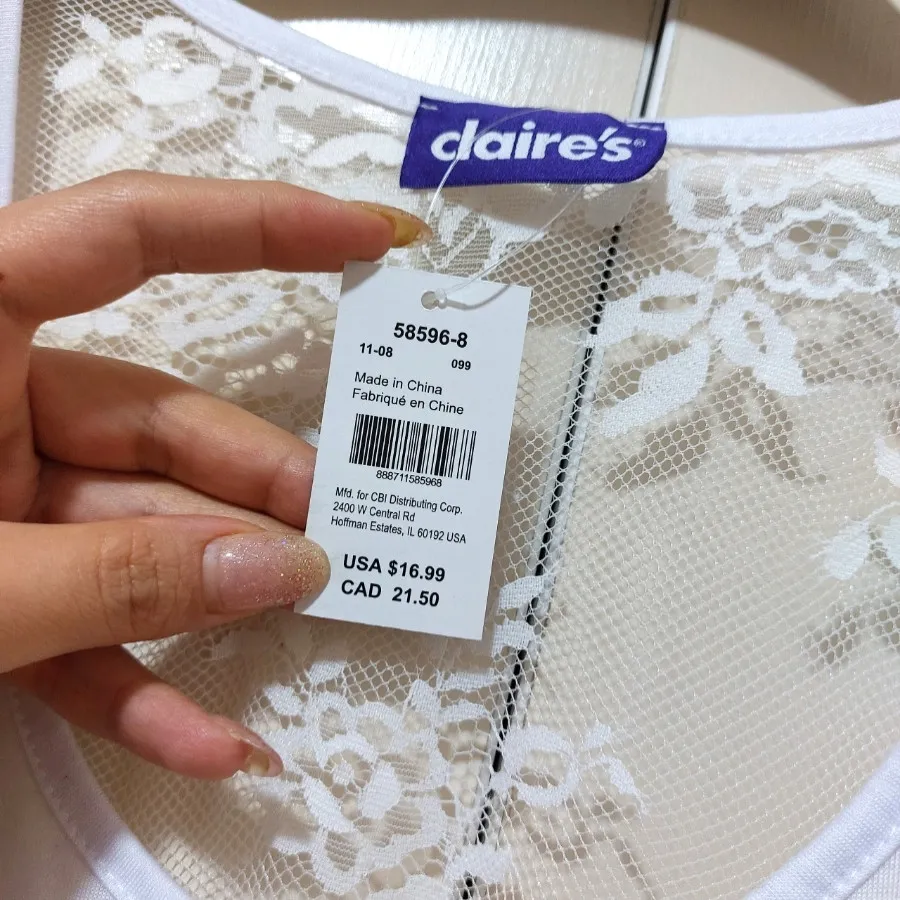 claire's®
58596-8
11-08 099
Made in China
Fabriqué en Chine
888711585968
Mfd. for CBI Distributing Corp.
2400 W Central Rd
Hoffman Estates, IL 60192 USA
USA $16.99
CAD 21.50